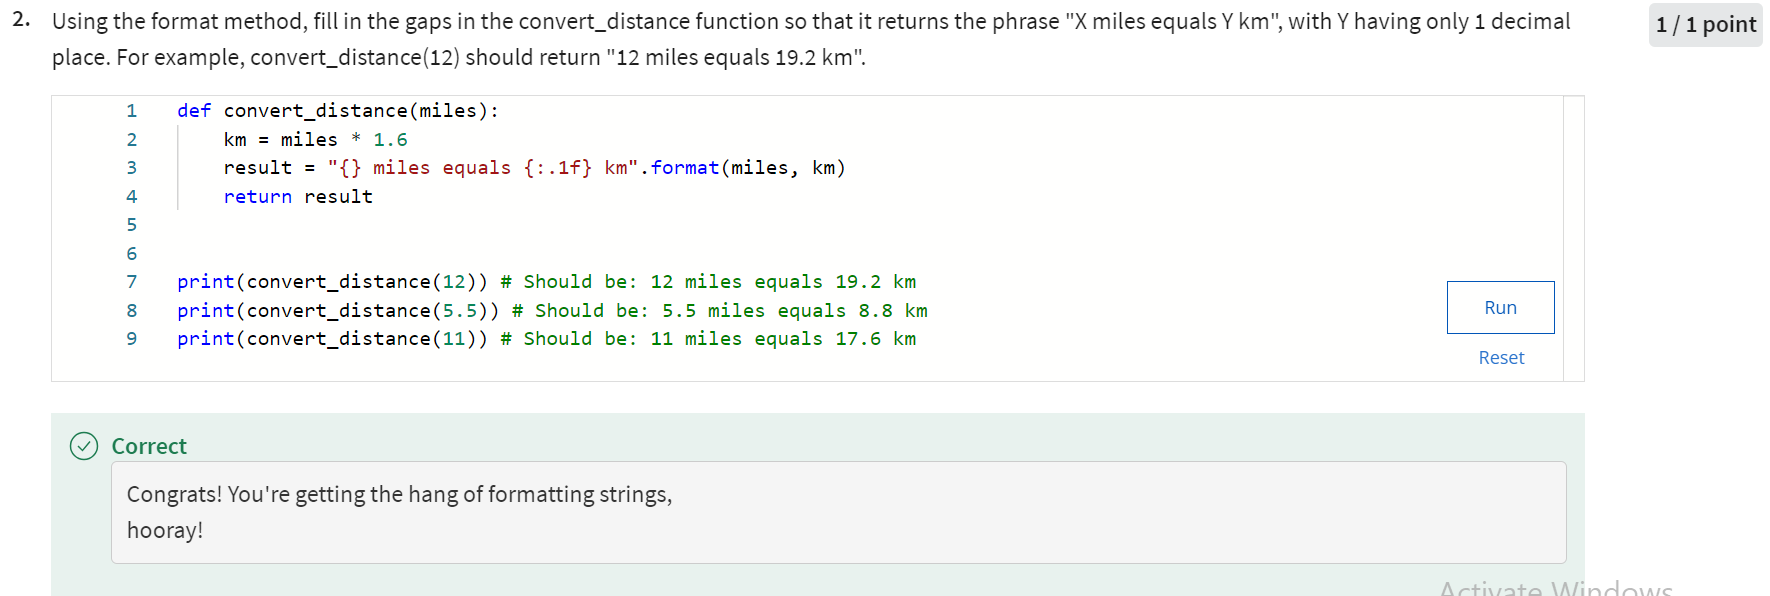 2. Using the format method, fill in the gaps in the convert_distance function so that it returns the phrase "X miles equals Y km", with Y having only 1 decimal
1 / 1 point
place. For example, convert_distance(12) should return "12 miles equals 19.2 km".
1 def convert_distance(miles):
2     km = miles * 1.6
3     result = "{} miles equals {:.1f} km".format(miles, km)
4     return result
5
6
7 print(convert_distance(12)) # Should be: 12 miles equals 19.2 km
8 print(convert_distance(5.5)) # Should be: 5.5 miles equals 8.8 km
9 print(convert_distance(11)) # Should be: 11 miles equals 17.6 km
Run
Reset
Correct
Congrats! You're getting the hang of formatting strings,
hooray!
Activate Windows